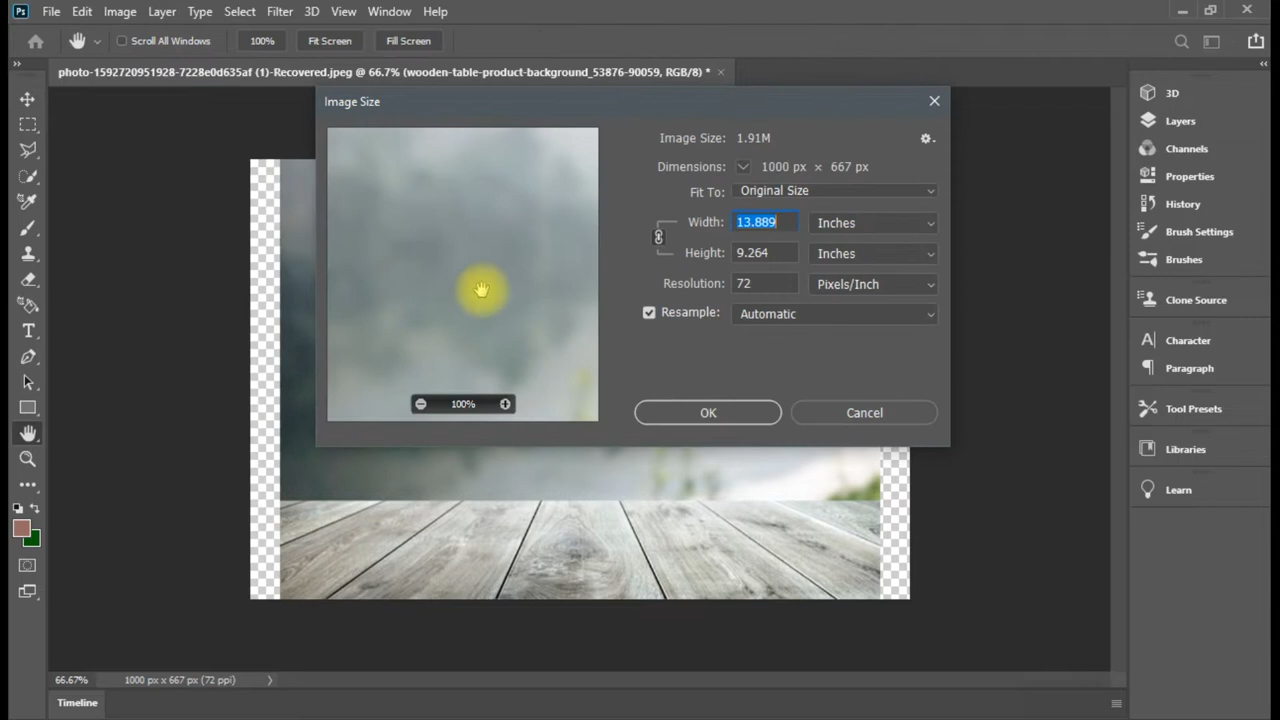 Ps File Edit Image Layer Type Select Filter 3D View Window Help
Scroll All Windows 100% Fit Screen Fill Screen
photo-1592720951928-7228e0d635af (1)-Recovered.jpeg @ 66.7% (wooden-table-product-background_53876-90059, RGB/8) *
Image Size
Image Size: 1.91M
Dimensions: 1000 px × 667 px
Fit To: Original Size
Width: 13.889 Inches
Height: 9.264 Inches
Resolution: 72 Pixels/Inch
Resample: Automatic
100%
OK Cancel
3D
Layers
Channels
Properties
History
Brush Settings
Brushes
Clone Source
Character
Paragraph
Tool Presets
Libraries
Learn
66.67% 1000 px x 667 px (72 ppi)
Timeline